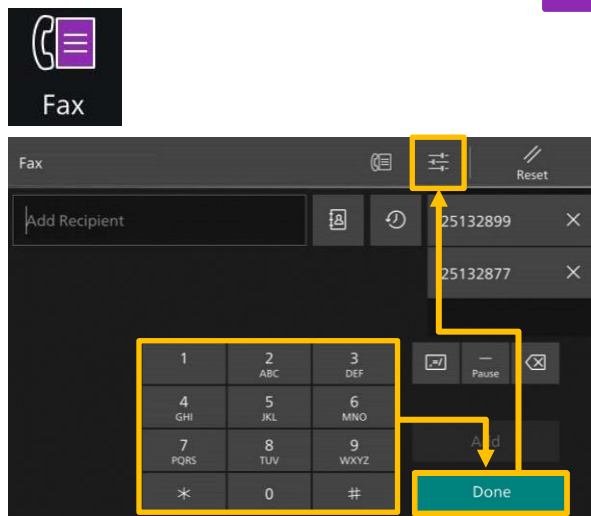 Fax
Fax
Reset
Add Recipient
25132899
25132877
1 2 3
ABC DEF
.=/
Pause
4 5 6
GHI JKL MNO
7 8 9
PQRS TUV WXYZ
Add
* 0 #
Done